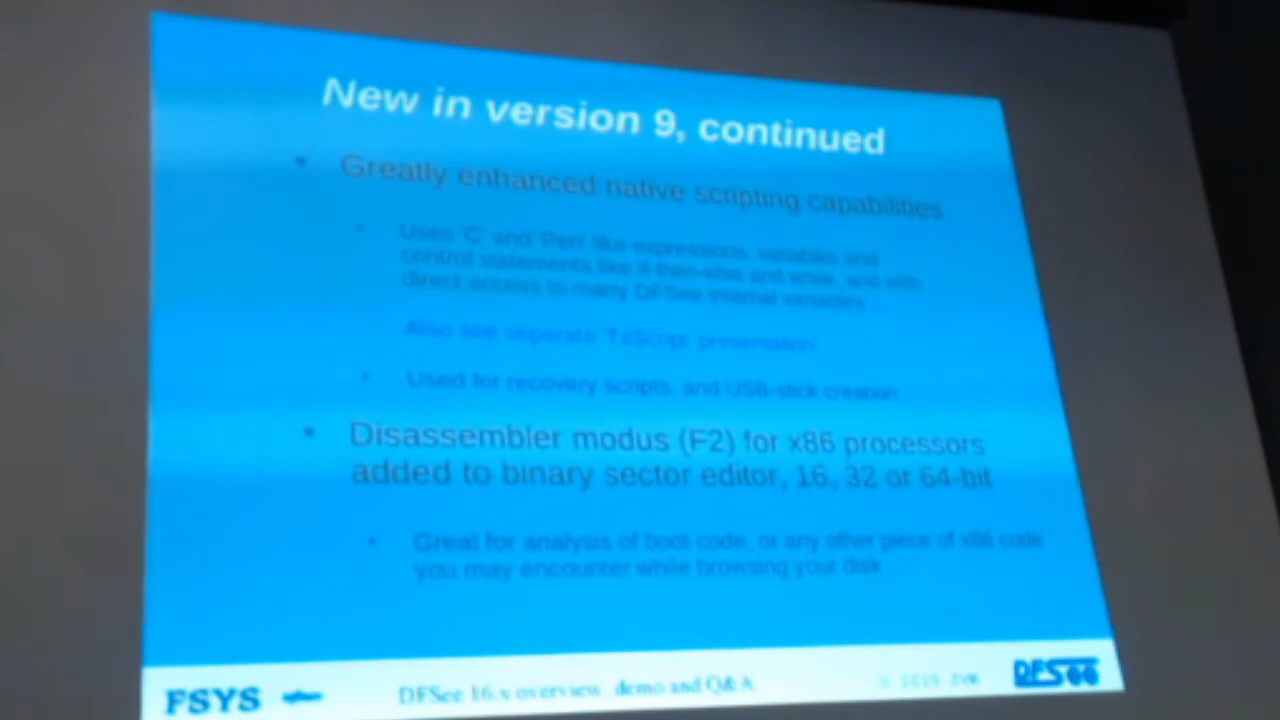 New in version 9, continued
• Greatly enhanced native scripting capabilities
• Uses 'C' and 'Perl' like expressions, variables and
control statements like if-then-else and while, and with
direct access to many DFSee internal variables
Also see separate 'TxScript' presentation
• Used for recovery scripts, and USB-stick creation
• Disassembler modus (F2) for x86 processors
added to binary sector editor, 16, 32 or 64-bit
• Great for analysis of boot code, or any other piece of x86 code
you may encounter while browsing your disk
FSYS
DFSee 16.x overview, demo and Q&A
DFSee